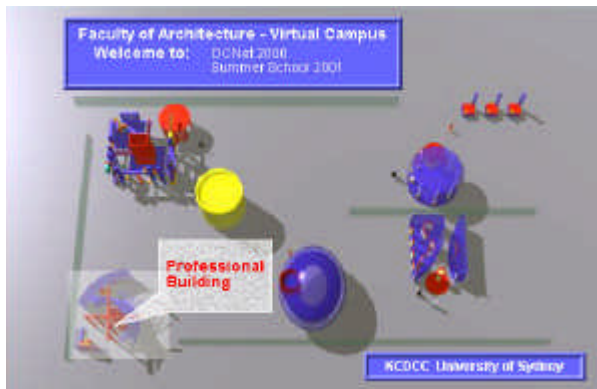 Faculty of Architecture - Virtual Campus
Welcome to: DCNet 2000
Summer School 2001
Professional
Building
KCDCC University of Sydney